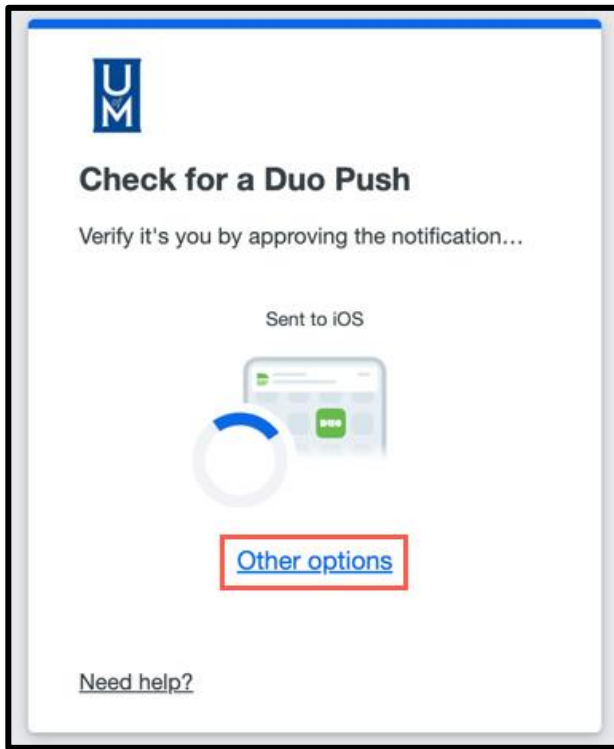 U
of
M
Check for a Duo Push
Verify it's you by approving the notification...
Sent to iOS
DUO
Other options
Need help?